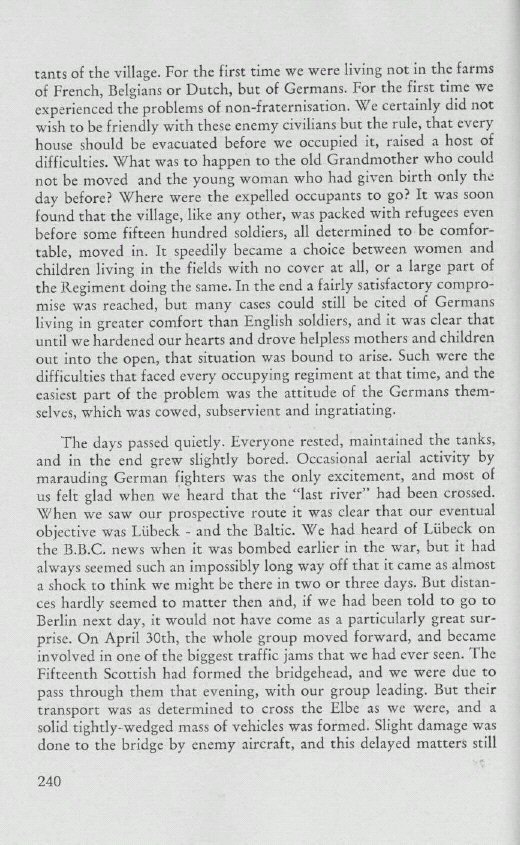 tants of the village. For the first time we were living not in the farms
of French, Belgians or Dutch, but of Germans. For the first time we
experienced the problems of non-fraternisation. We certainly did not
wish to be friendly with these enemy civilians but the rule, that every
house should be evacuated before we occupied it, raised a host of
difficulties. What was to happen to the old Grandmother who could
not be moved and the young woman who had given birth only the
day before? Where were the expelled occupants to go? It was soon
found that the village, like any other, was packed with refugees even
before some fifteen hundred soldiers, all determined to be comfor-
table, moved in. It speedily became a choice between women and
children living in the fields with no cover at all, or a large part of
the Regiment doing the same. In the end a fairly satisfactory compro-
mise was reached, but many cases could still be cited of Germans
living in greater comfort than English soldiers, and it was clear that
until we hardened our hearts and drove helpless mothers and children
out into the open, that situation was bound to arise. Such were the
difficulties that faced every occupying regiment at that time, and the
easiest part of the problem was the attitude of the Germans them-
selves, which was cowed, subservient and ingratiating.
The days passed quietly. Everyone rested, maintained the tanks,
and in the end grew slightly bored. Occasional aerial activity by
marauding German fighters was the only excitement, and most of
us felt glad when we heard that the "last river" had been crossed.
When we saw our prospective route it was clear that our eventual
objective was Lübeck - and the Baltic. We had heard of Lübeck on
the B.B.C. news when it was bombed earlier in the war, but it had
always seemed such an impossibly long way off that it came as almost
a shock to think we might be there in two or three days. But distan-
ces hardly seemed to matter then and, if we had been told to go to
Berlin next day, it would not have come as a particularly great sur-
prise. On April 30th, the whole group moved forward, and became
involved in one of the biggest traffic jams that we had ever seen. The
Fifteenth Scottish had formed the bridgehead, and we were due to
pass through them that evening, with our group leading. But their
transport was as determined to cross the Elbe as we were, and a
solid tightly-wedged mass of vehicles was formed. Slight damage was
done to the bridge by enemy aircraft, and this delayed matters still
240